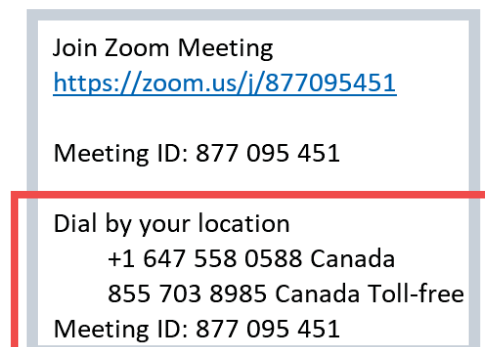 Join Zoom Meeting
https://zoom.us/j/877095451
Meeting ID: 877 095 451
Dial by your location
+1 647 558 0588 Canada
855 703 8985 Canada Toll-free
Meeting ID: 877 095 451